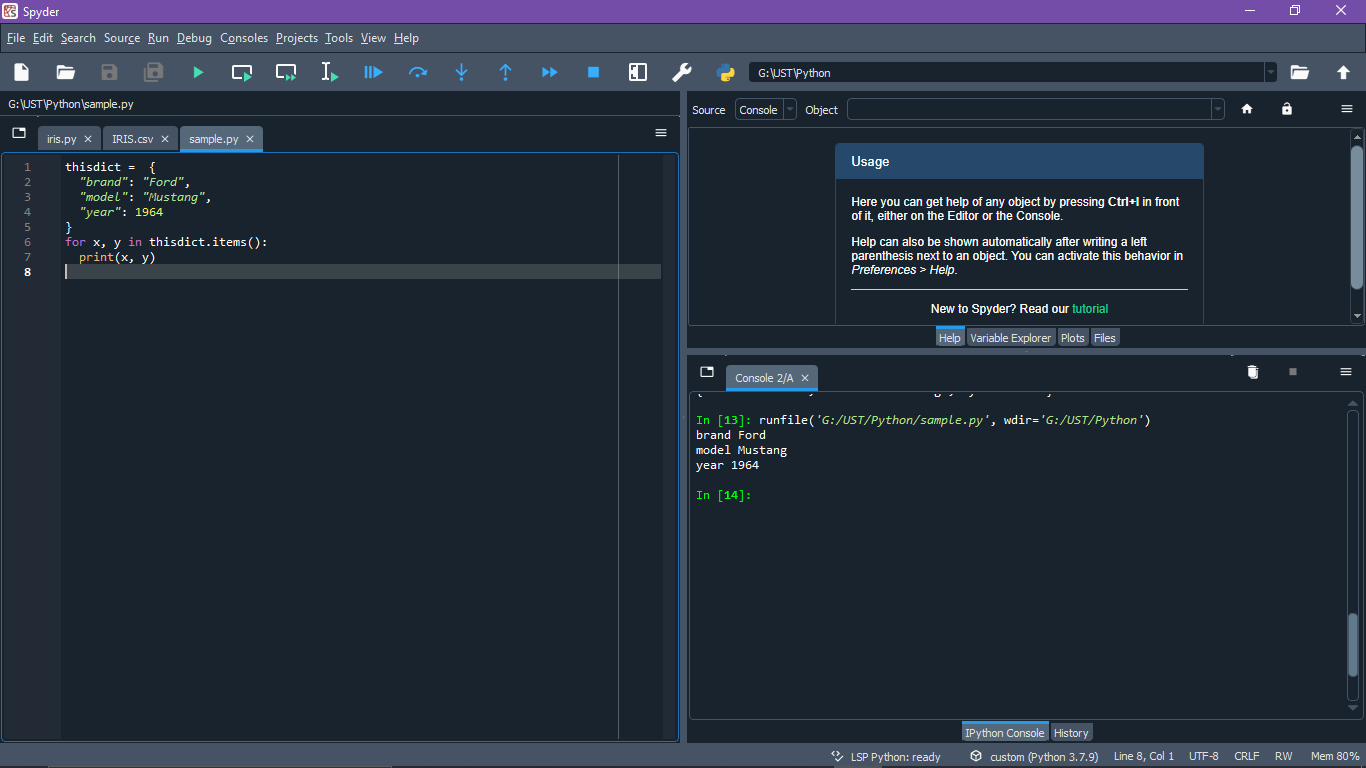 Spyder
File Edit Search Source Run Debug Consoles Projects Tools View Help
G:\UST\Python
G:\UST\Python\sample.py
iris.py
IRIS.csv
sample.py
1 thisdict =  {
2   "brand": "Ford",
3   "model": "Mustang",
4   "year": 1964
5 }
6 for x, y in thisdict.items():
7   print(x, y)
8
Source Console Object
Usage
Here you can get help of any object by pressing Ctrl+I in front
of it, either on the Editor or the Console.
Help can also be shown automatically after writing a left
parenthesis next to an object. You can activate this behavior in
Preferences > Help.
New to Spyder? Read our tutorial
Help Variable Explorer Plots Files
Console 2/A
In [13]: runfile('G:/UST/Python/sample.py', wdir='G:/UST/Python')
brand Ford
model Mustang
year 1964
In [14]:
IPython Console History
LSP Python: ready custom (Python 3.7.9) Line 8, Col 1 UTF-8 CRLF RW Mem 80%